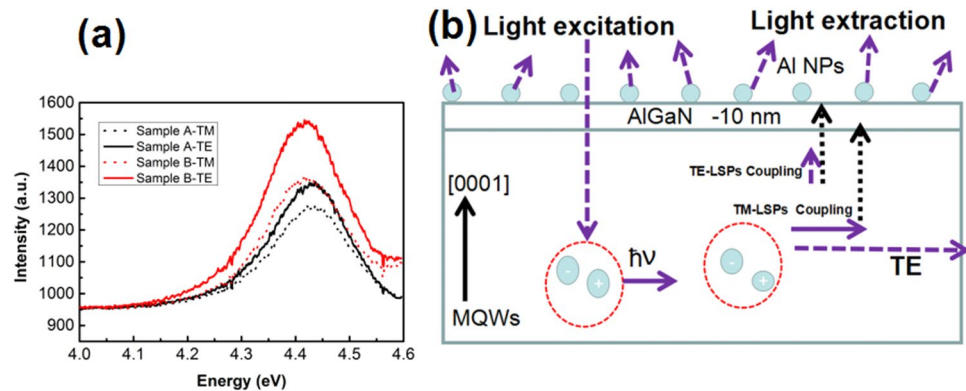 (a)
Intensity (a.u.)
1600
1500
1400
1300
1200
1100
1000
900
Sample A-TM
Sample A-TE
Sample B-TM
Sample B-TE
4.0 4.1 4.2 4.3 4.4 4.5 4.6
Energy (eV)
(b)
Light excitation
Light extraction
Al NPs
AlGaN -10 nm
TE-LSPs Coupling
[0001]
TM-LSPs Coupling
- +
ħν
- +
TE
MQWs